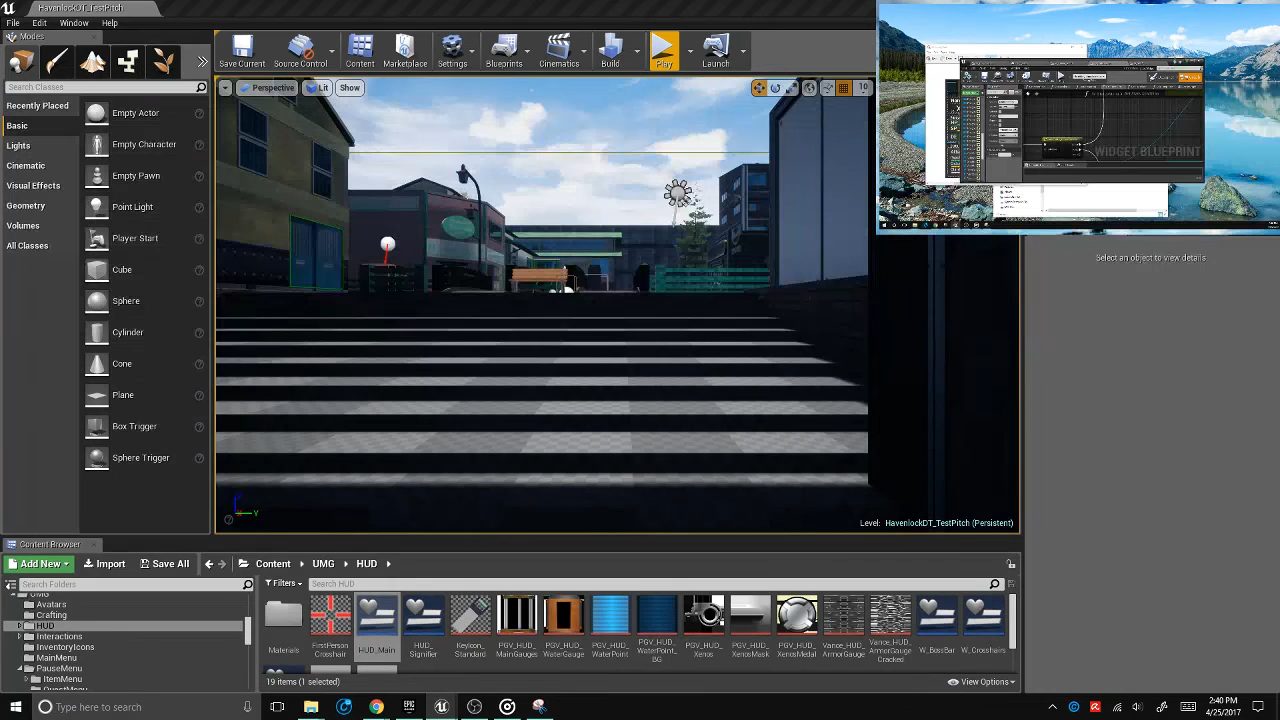 HavenlockDT_TestPitch
File Edit Window Help
Modes
Save Current
Source Control
Content
Marketplace
Settings
Blueprints
Cinematics
Build
Play
Launch
Search Classes
Recently Placed
Basic
Lights
Cinematic
Visual Effects
Geometry
Volumes
All Classes
Empty Actor
Empty Character
Empty Pawn
Point Light
Player Start
Cube
Sphere
Cylinder
Cone
Plane
Box Trigger
Sphere Trigger
Perspective
Lit
Show
10
WIDGET BLUEPRINT
Select an object to view details
Y
Level: HavenlockDT_TestPitch (Persistent)
Content Browser
Add New
Import
Save All
Content
UMG
HUD
Search Folders
Filters
Search HUD
UMG
Avatars
Crafting
HUD
Interactions
InventoryIcons
MainMenu
PauseMenu
ItemMenu
QuestMenu
Materials
FirstPerson
Crosshair
HUD_Main
HUD_
Signifier
KeyIcon_
Standard
PGV_HUD_
MainGauges
PGV_HUD_
WaterGauge
PGV_HUD_
WaterPoint
PGV_HUD_
WaterPoint_
BG
PGV_HUD_
Xenos
PGV_HUD_
XenosMask
PGV_HUD_
XenosMedal
Vance_HUD_
ArmorGauge
Vance_HUD_
ArmorGauge
Cracked
W_BossBar
W_Crosshairs
19 items (1 selected)
View Options
Type here to search
2:40 PM
4/25/2017